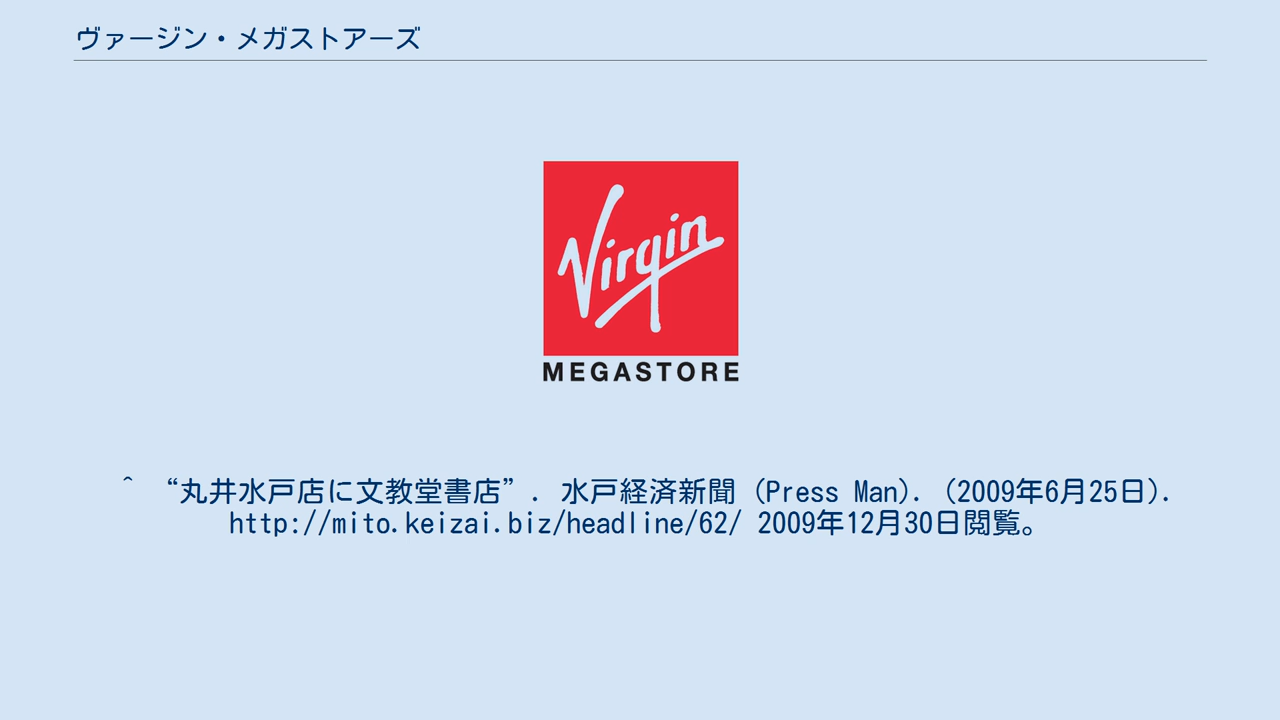 ヴァージン・メガストアーズ
Virgin
MEGASTORE
^ “丸井水戸店に文教堂書店”. 水戸経済新聞 (Press Man). (2009年6月25日).
http://mito.keizai.biz/headline/62/ 2009年12月30日閲覧。